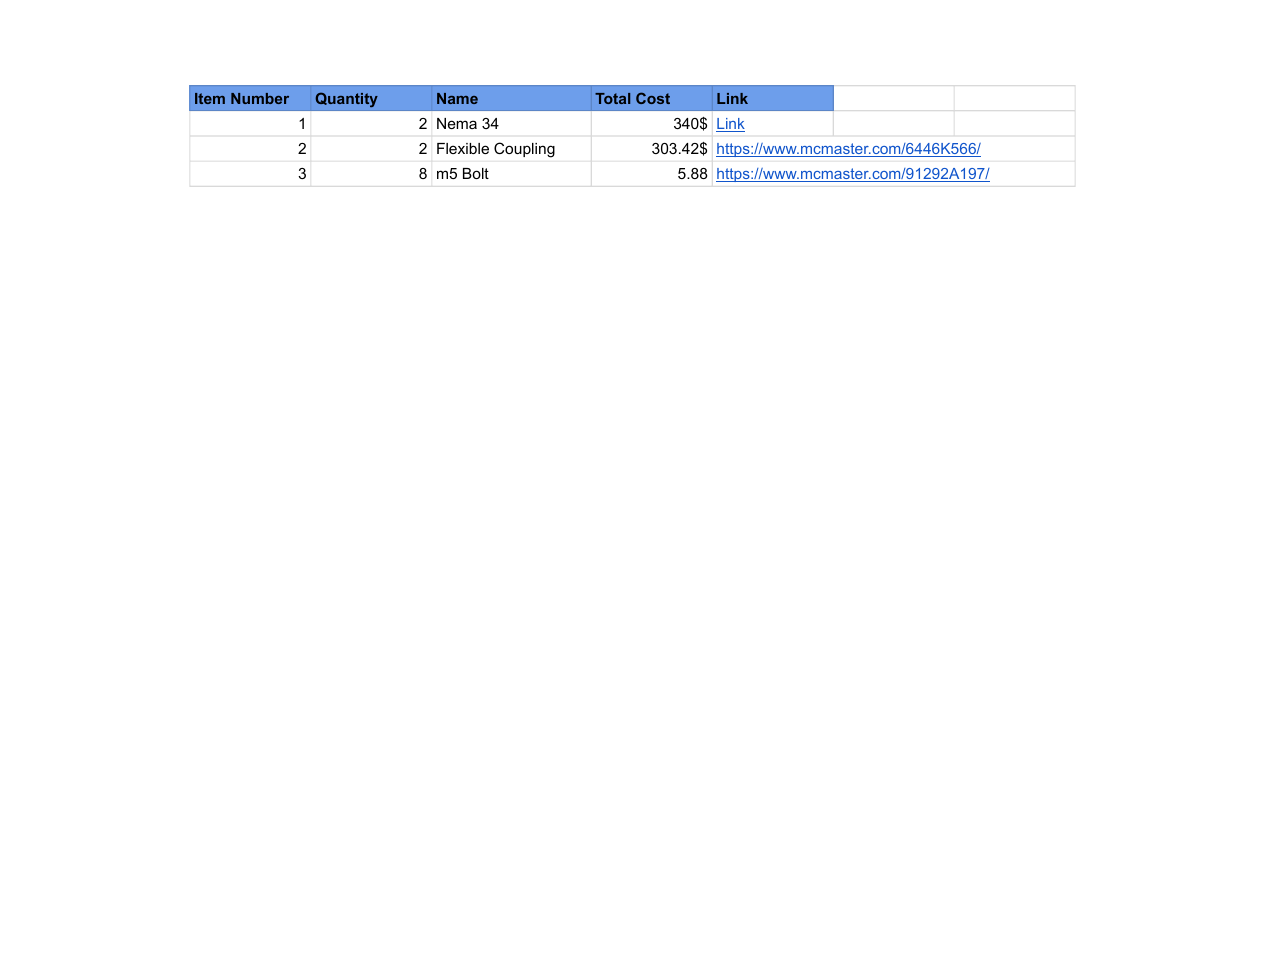 Item Number Quantity Name Total Cost Link
1 2 Nema 34 340$ Link
2 2 Flexible Coupling 303.42$ https://www.mcmaster.com/6446K566/
3 8 m5 Bolt 5.88 https://www.mcmaster.com/91292A197/